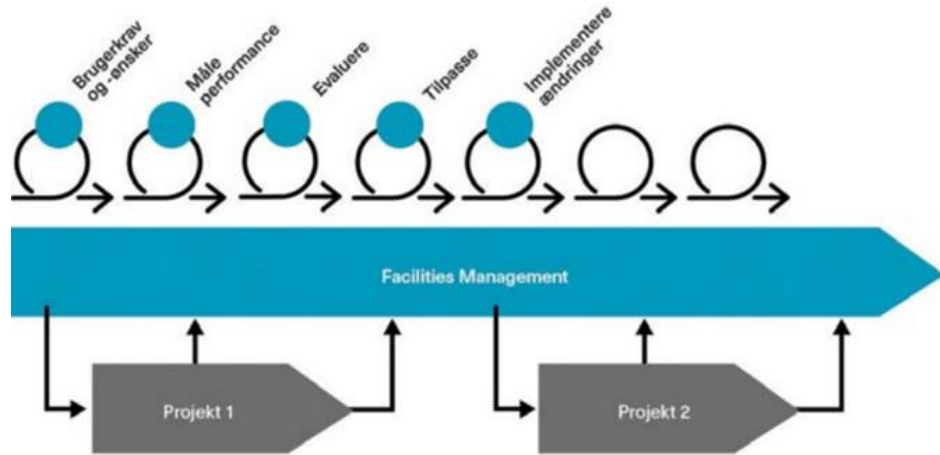 Brugerkrav
og -ønsker
Måle
performance
Evaluere
Tilpasse
Implementere
ændringer
Facilities Management
Projekt 1
Projekt 2